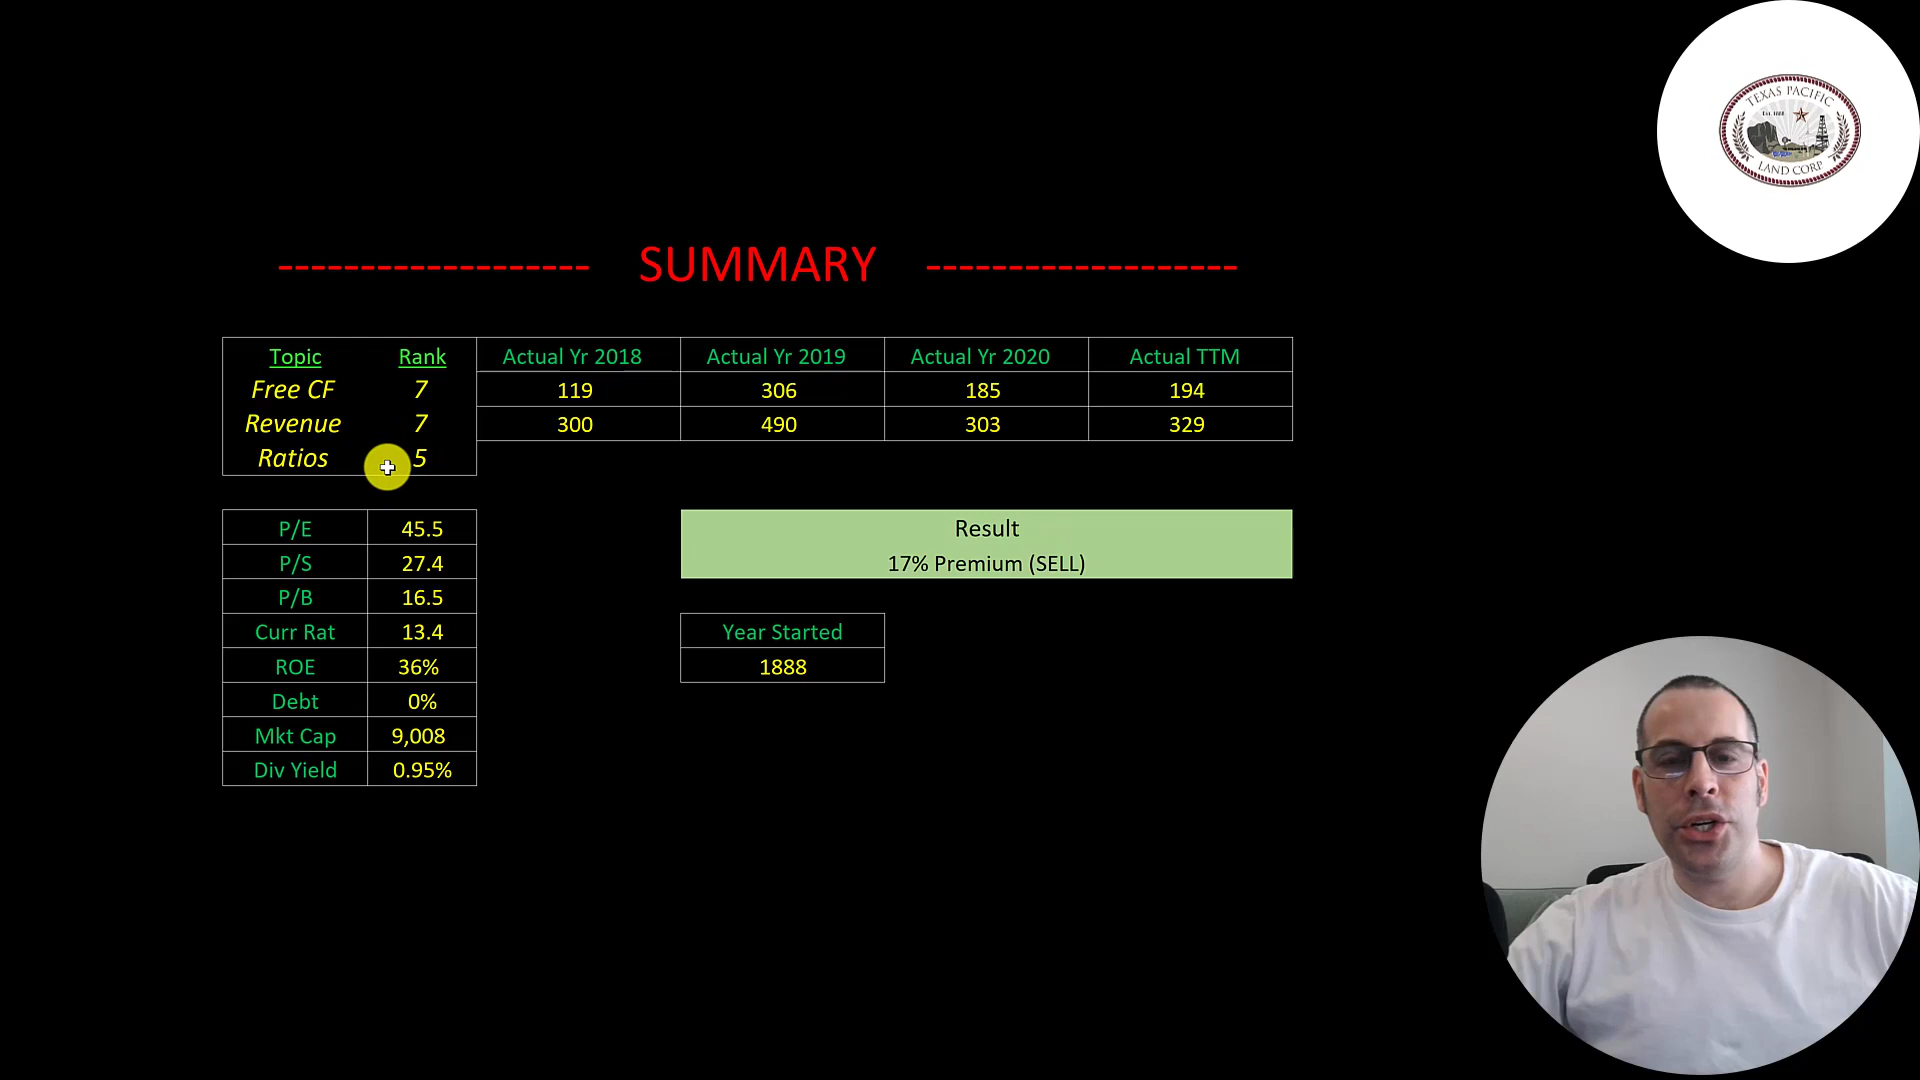 TEXAS PACIFIC
Est. 1888
LAND CORP
------------------- SUMMARY -------------------
Topic Rank Actual Yr 2018 Actual Yr 2019 Actual Yr 2020 Actual TTM
Free CF 7 119 306 185 194
Revenue 7 300 490 303 329
Ratios 5
P/E 45.5 Result
P/S 27.4 17% Premium (SELL)
P/B 16.5
Curr Rat 13.4 Year Started
ROE 36% 1888
Debt 0%
Mkt Cap 9,008
Div Yield 0.95%